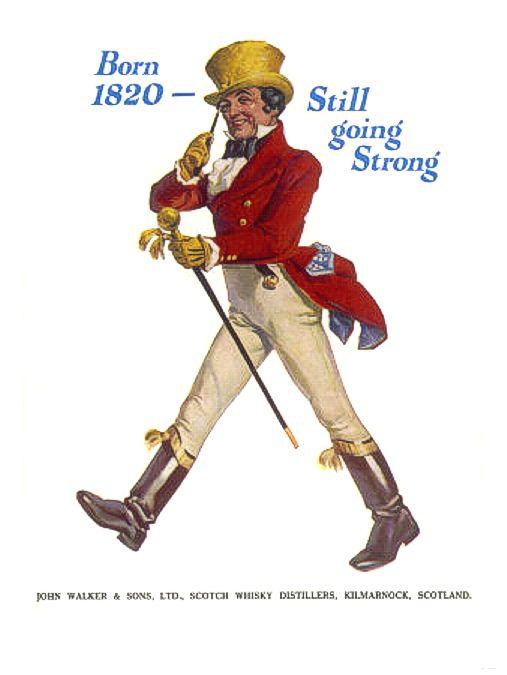 Born
1820 —
Still
going
Strong
JOHN WALKER & SONS, LTD., SCOTCH WHISKY DISTILLERS, KILMARNOCK, SCOTLAND.